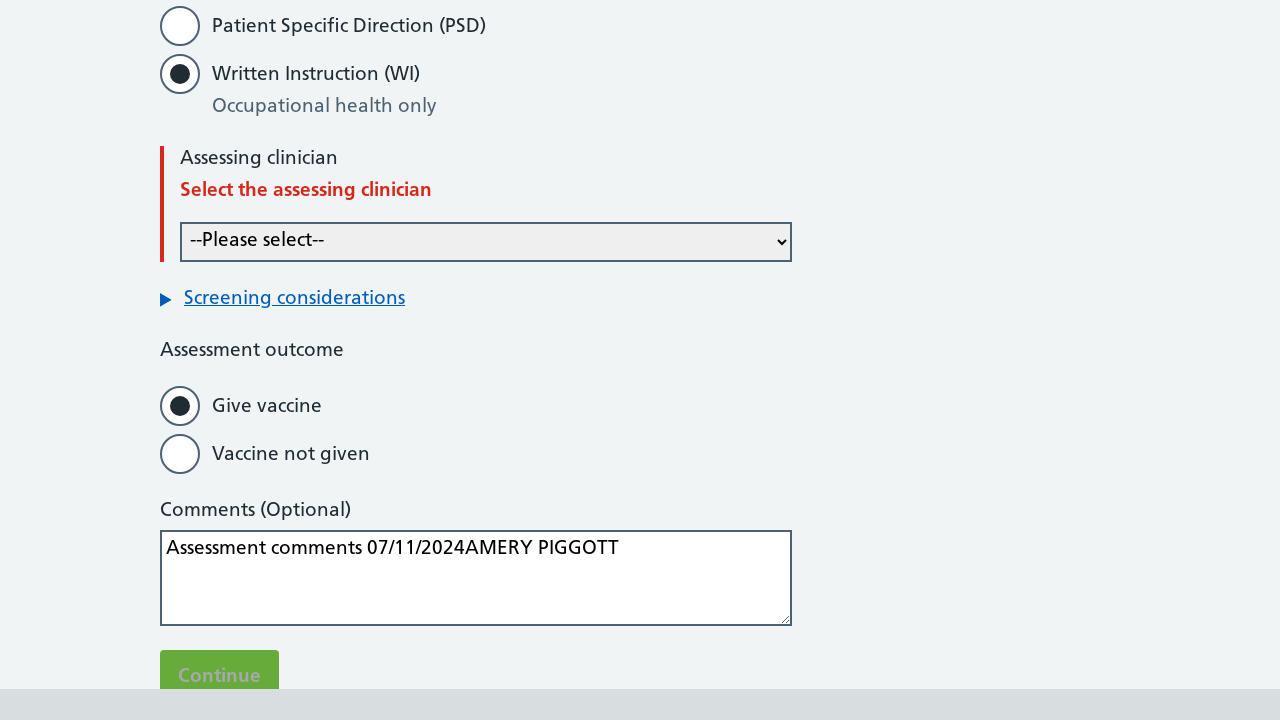 Patient Specific Direction (PSD)
Written Instruction (WI)
Occupational health only
Assessing clinician
Select the assessing clinician
--Please select--
Screening considerations
Assessment outcome
Give vaccine
Vaccine not given
Comments (Optional)
Assessment comments 07/11/2024AMERY PIGGOTT
Continue